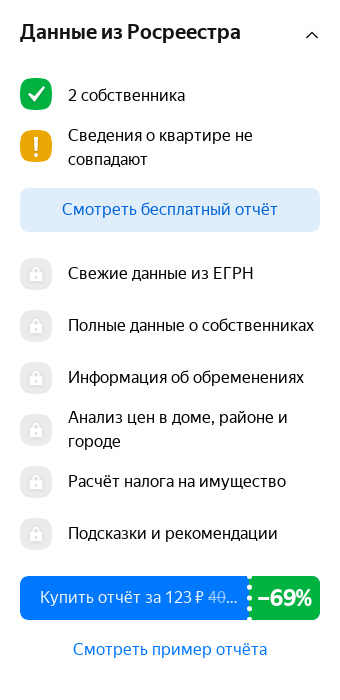 Данные из Росреестра
2 собственника
Сведения о квартире не
совпадают
Смотреть бесплатный отчёт
Свежие данные из ЕГРН
Полные данные о собственниках
Информация об обременениях
Анализ цен в доме, районе и
городе
Расчёт налога на имущество
Подсказки и рекомендации
Купить отчёт за 123 ₽ 40... –69%
Смотреть пример отчёта